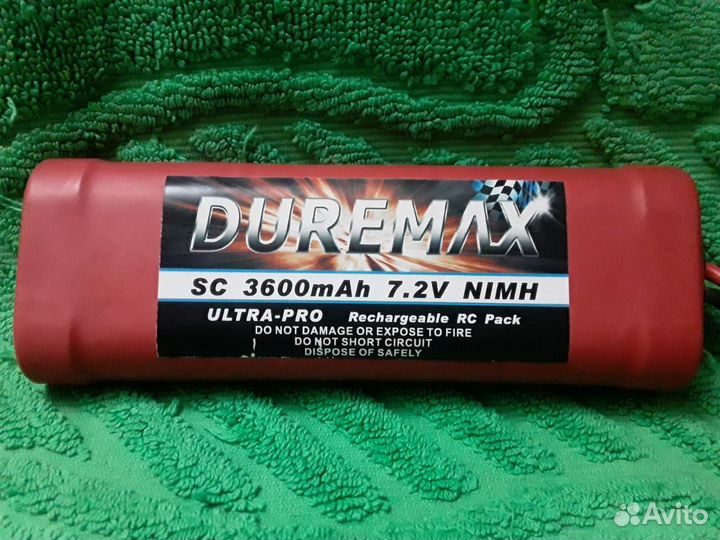 DUREMAX
SC 3600mAh 7.2V NIMH
ULTRA-PRO Rechargeable RC Pack
DO NOT DAMAGE OR EXPOSE TO FIRE
DO NOT SHORT CIRCUIT
DISPOSE OF SAFELY
Avito